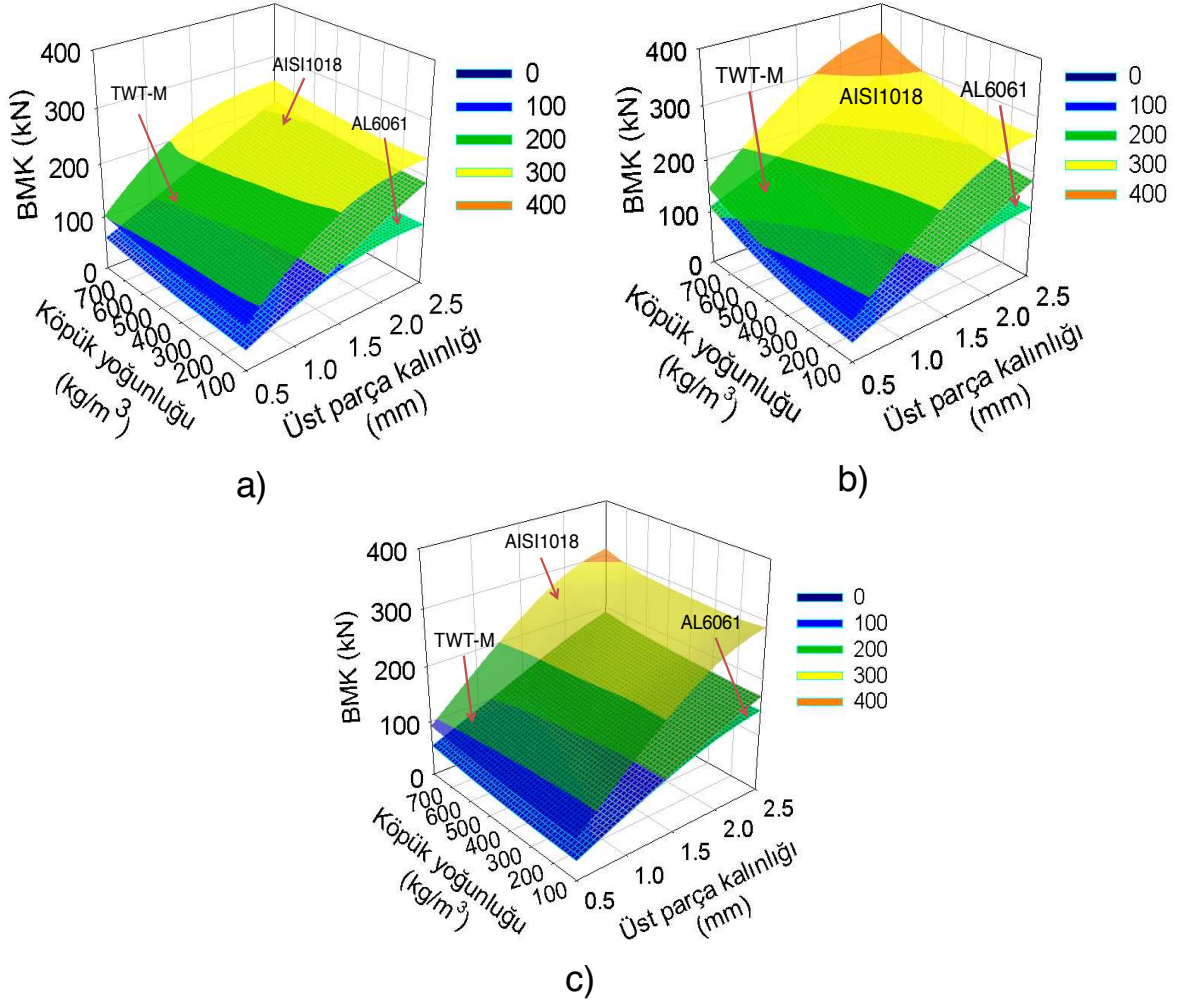 400
300
200
100
0
BMK (kN)
TWT-M
AISI1018
AL6061
0
100
200
300
400
700
600
500
400
300
200
100
Köpük yoğunluğu
(kg/m³)
0.5
1.0
1.5
2.0
2.5
Üst parça kalınlığı
(mm)
a)
400
300
200
100
0
BMK (kN)
TWT-M
AISI1018
AL6061
0
100
200
300
400
700
600
500
400
300
200
100
Köpük yoğunluğu
(kg/m³)
0.5
1.0
1.5
2.0
2.5
Üst parça kalınlığı
(mm)
b)
400
300
200
100
0
BMK (kN)
TWT-M
AISI1018
AL6061
0
100
200
300
400
700
600
500
400
300
200
100
Köpük yoğunluğu
(kg/m³)
0.5
1.0
1.5
2.0
2.5
Üst parça kalınlığı
(mm)
c)